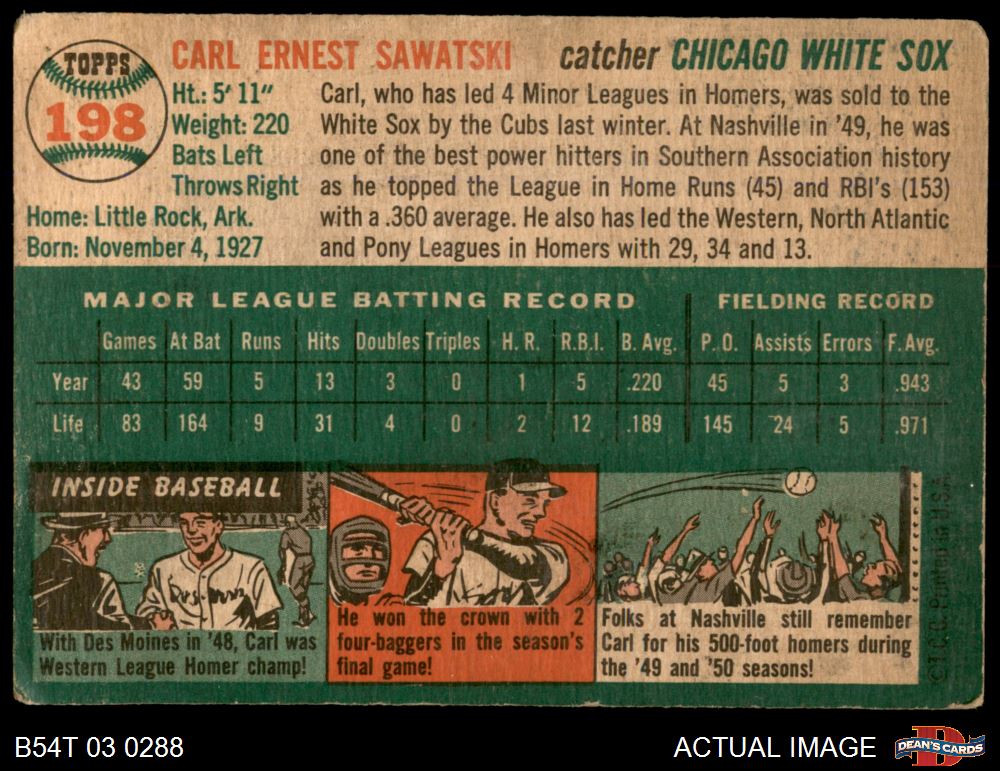 TOPPS
198
CARL ERNEST SAWATSKI catcher CHICAGO WHITE SOX
Ht.: 5' 11"
Weight: 220
Bats Left
Throws Right
Home: Little Rock, Ark.
Born: November 4, 1927
Carl, who has led 4 Minor Leagues in Homers, was sold to the
White Sox by the Cubs last winter. At Nashville in '49, he was
one of the best power hitters in Southern Association history
as he topped the League in Home Runs (45) and RBI's (153)
with a .360 average. He also has led the Western, North Atlantic
and Pony Leagues in Homers with 29, 34 and 13.
MAJOR LEAGUE BATTING RECORD FIELDING RECORD
Games At Bat Runs Hits Doubles Triples H. R. R.B.I. B. Avg. P. O. Assists Errors F. Avg.
Year 43 59 5 13 3 0 1 5 .220 45 5 3 .943
Life 83 164 9 31 4 0 2 12 .189 145 24 5 .971
INSIDE BASEBALL
Des Moines
With Des Moines in '48, Carl was
Western League Homer champ!
He won the crown with 2
four-baggers in the season's
final game!
Folks at Nashville still remember
Carl for his 500-foot homers during
the '49 and '50 seasons!
©T.C.G. Printed in U.S.A.
B54T 03 0288
ACTUAL IMAGE
DEAN'S CARDS